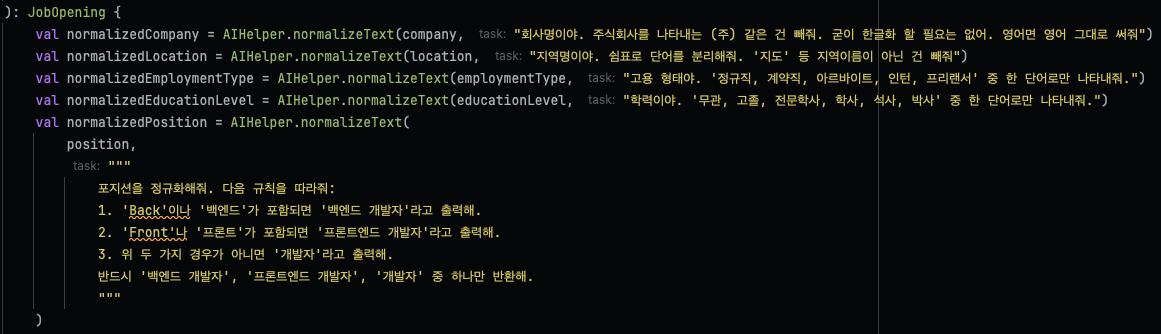 ): JobOpening {
val normalizedCompany = AIHelper.normalizeText(company, task: "회사명이야. 주식회사를 나타내는 (주) 같은 건 빼줘. 굳이 한글화 할 필요는 없어. 영어면 영어 그대로 써줘")
val normalizedLocation = AIHelper.normalizeText(location, task: "지역명이야. 쉼표로 단어를 분리해줘. '지도' 등 지역이름이 아닌 건 빼줘")
val normalizedEmploymentType = AIHelper.normalizeText(employmentType, task: "고용 형태야. '정규직, 계약직, 아르바이트, 인턴, 프리랜서' 중 한 단어로만 나타내줘.")
val normalizedEducationLevel = AIHelper.normalizeText(educationLevel, task: "학력이야. '무관, 고졸, 전문학사, 학사, 석사, 박사' 중 한 단어로만 나타내줘.")
val normalizedPosition = AIHelper.normalizeText(
position,
task: """
포지션을 정규화해줘. 다음 규칙을 따라줘:
1. 'Back'이나 '백엔드'가 포함되면 '백엔드 개발자'라고 출력해.
2. 'Front'나 '프론트'가 포함되면 '프론트엔드 개발자'라고 출력해.
3. 위 두 가지 경우가 아니면 '개발자'라고 출력해.
반드시 '백엔드 개발자', '프론트엔드 개발자', '개발자' 중 하나만 반환해.
"""
)